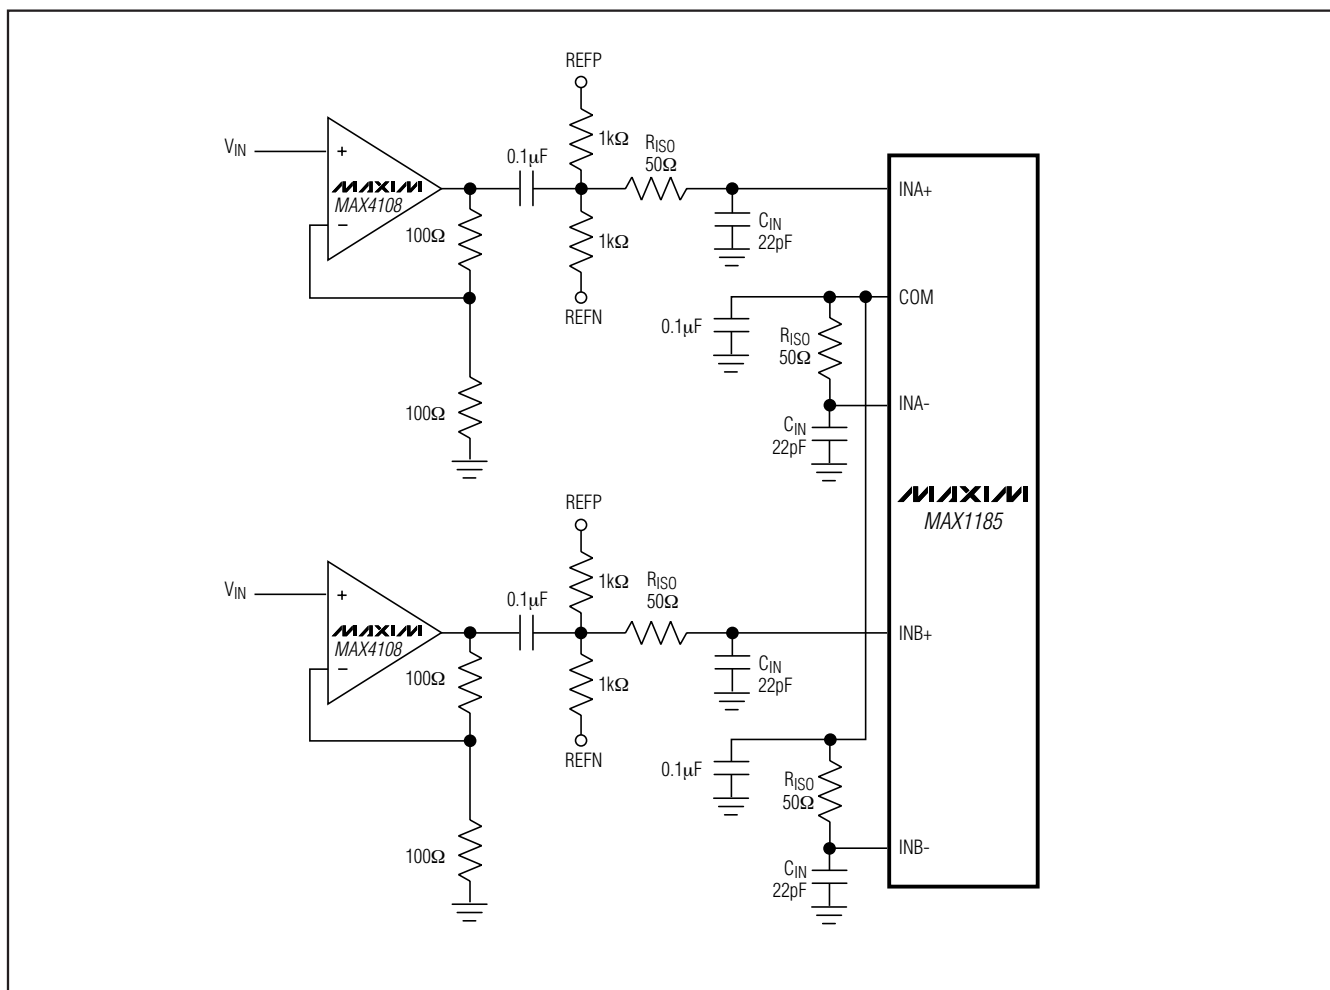 REFP
VIN
+
MAXIM
MAX4108
−
0.1µF
1kΩ
RISO
50Ω
INA+
100Ω
1kΩ
CIN
22pF
REFN
COM
0.1µF
RISO
50Ω
100Ω
INA-
CIN
22pF
MAXIM
MAX1185
REFP
VIN
+
MAXIM
MAX4108
−
0.1µF
1kΩ
RISO
50Ω
INB+
100Ω
1kΩ
CIN
22pF
REFN
0.1µF
RISO
50Ω
100Ω
INB-
CIN
22pF